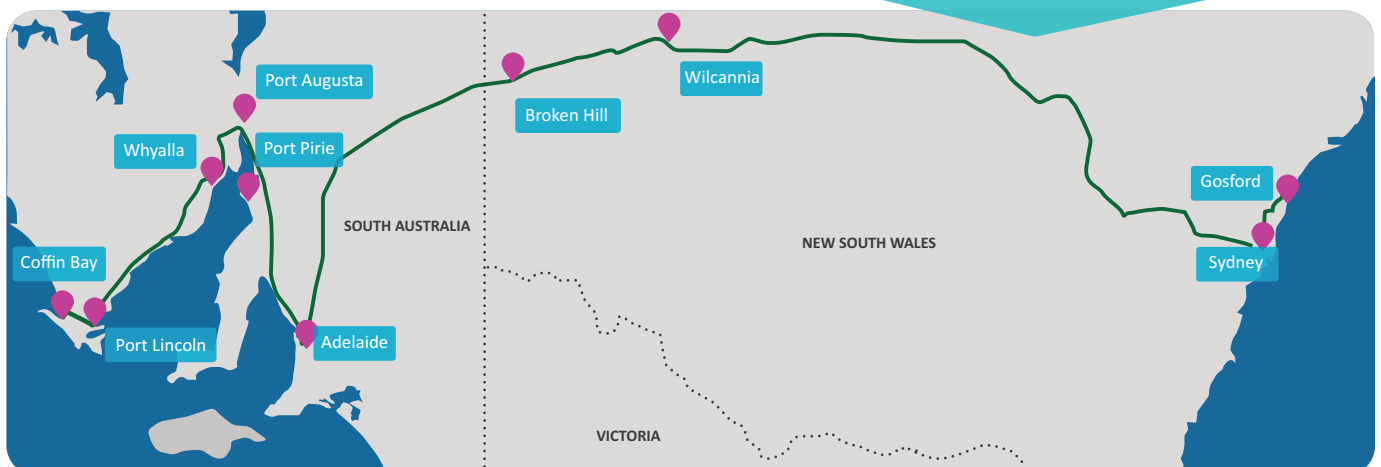 Port Augusta
Wilcannia
Broken Hill
Whyalla
Port Pirie
Gosford
SOUTH AUSTRALIA
NEW SOUTH WALES
Coffin Bay
Sydney
Port Lincoln
Adelaide
VICTORIA